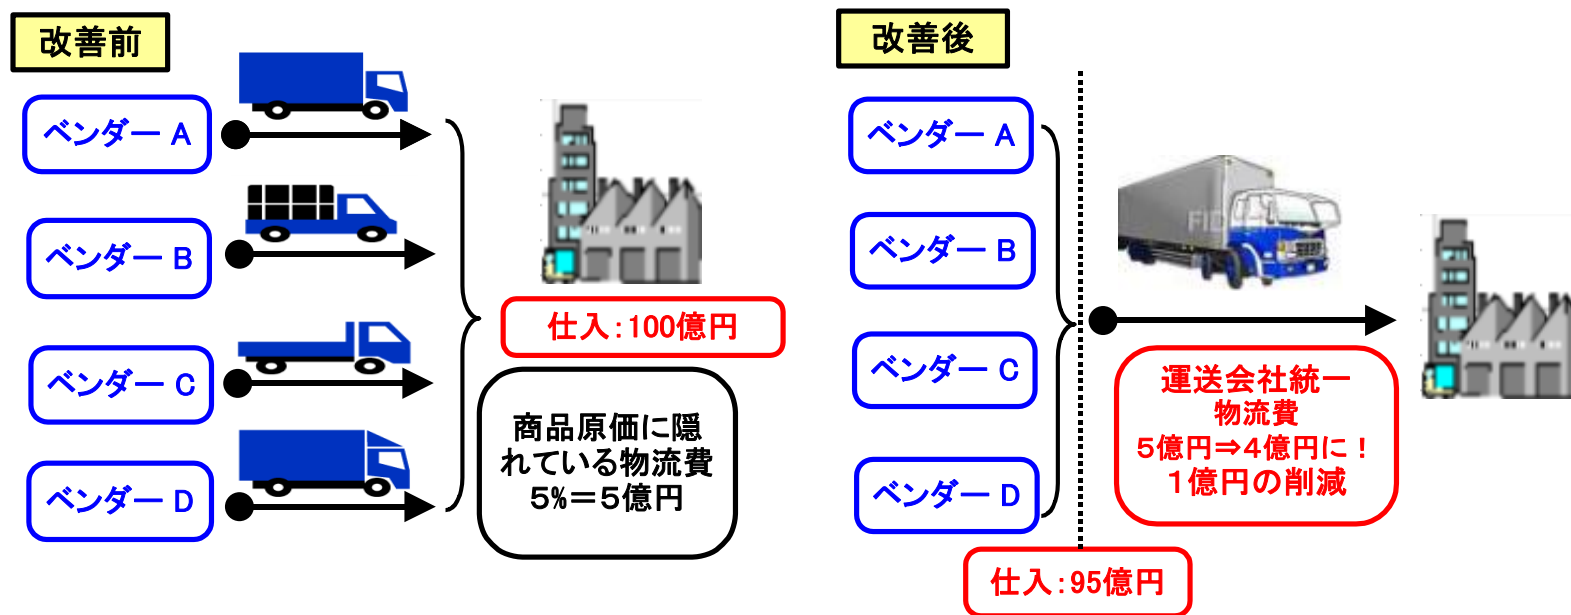 改善前
ベンダー A
ベンダー B
ベンダー C
ベンダー D
仕入：100億円
商品原価に隠
れている物流費
5%＝5億円
改善後
ベンダー A
ベンダー B
ベンダー C
ベンダー D
運送会社統一
物流費
5億円⇒4億円に！
1億円の削減
仕入：95億円